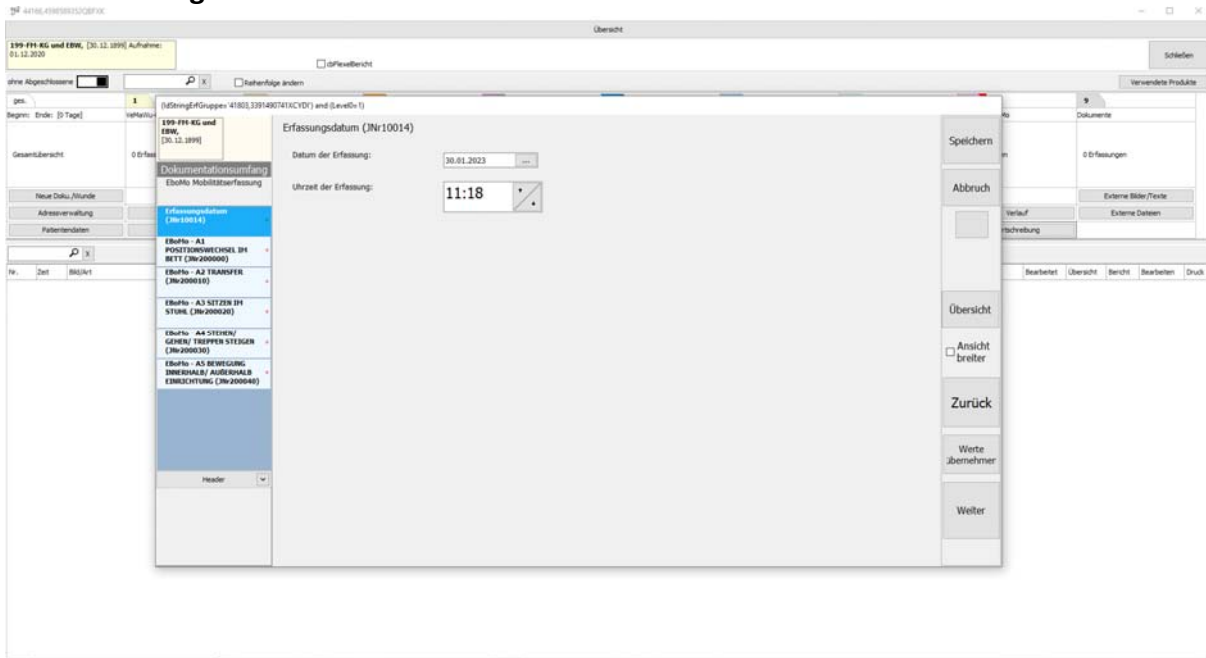 Übersicht
199-FM-KG und EBW, [30.12.1899] Aufnahme:
01.12.2020
cbPlexeBericht
Schließen
ohne Abgeschlossene
x
Reihenfolge ändern
Verwendete Produkte
ges.
1
9
Beginn: Ende: [0 Tage]
Dokumente
Gesamtübersicht
0 Erfassungen
Neue Doku./Wunde
Externe Bilder/Texte
Adressverwaltung
Verlauf
Externe Dateien
Patientendaten
x
Nr.
Zeit
Bild/Art
Bearbeitet
Übersicht
Bericht
Bearbeiten
Druck
199-FM-KG und
EBW,
[30.12.1899]
Dokumentationsumfang
EboMo Mobilitätserfassung
Erfassungsdatum
(JNr10014)
EBoMo - A1
POSITIONSWECHSEL IM
BETT (JNr200000)
EBoMo - A2 TRANSFER
(JNr200010)
EBoMo - A3 SITZEN IM
STUHL (JNr200020)
EBoMo - A4 STEHEN/
GEHEN/ TREPPEN STEIGEN
(JNr200030)
EBoMo - A5 BEWEGUNG
INNERHALB/ AUßERHALB
EINRICHTUNG (JNr200040)
Header
Erfassungsdatum (JNr10014)
Datum der Erfassung:
30.01.2023
...
Uhrzeit der Erfassung:
11:18
Speichern
Abbruch
Übersicht
Ansicht
breiter
Zurück
Werte
übernehmer
Weiter